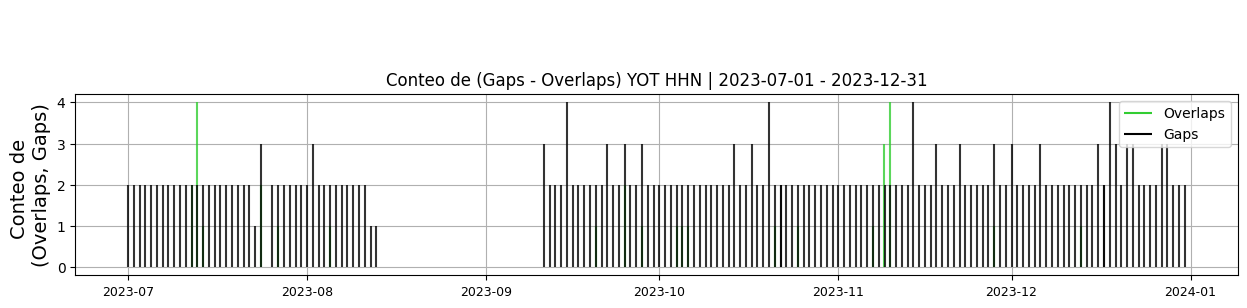 Conteo de (Gaps - Overlaps) YOT HHN | 2023-07-01 - 2023-12-31
Conteo de
(Overlaps, Gaps)
4
3
2
1
0
Overlaps
Gaps
2023-07
2023-08
2023-09
2023-10
2023-11
2023-12
2024-01